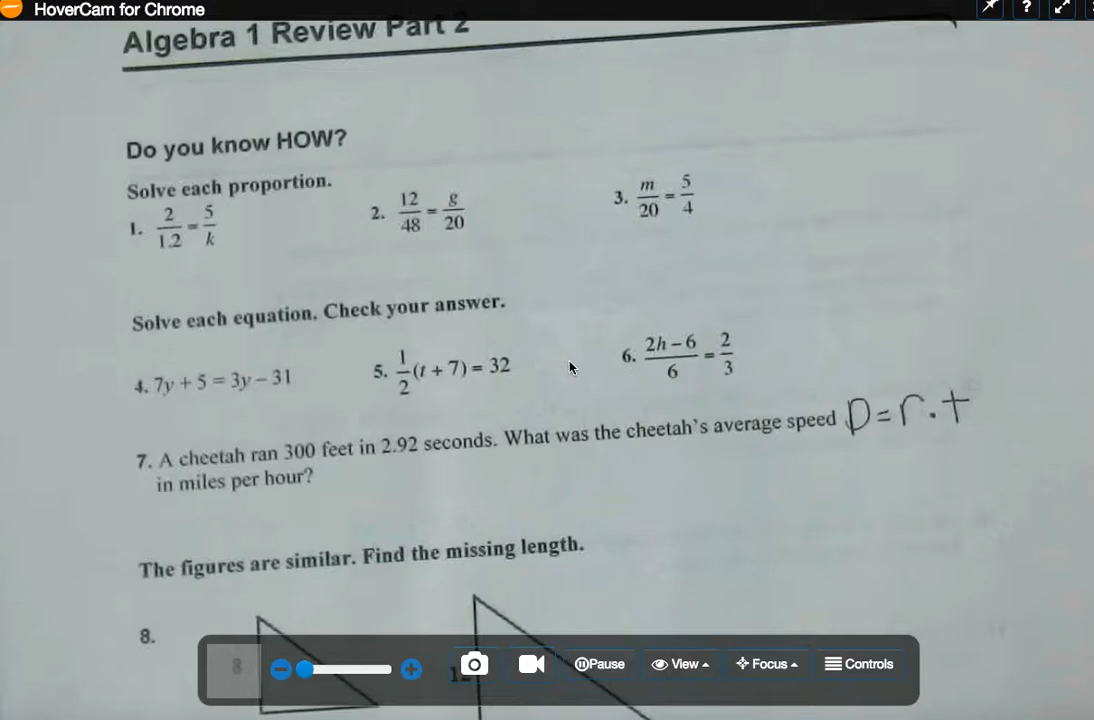 HoverCam for Chrome
Algebra 1 Review Part 2
Do you know HOW?
Solve each proportion.
1. 2/1.2 = 5/k 2. 12/48 = g/20 3. m/20 = 5/4
Solve each equation. Check your answer.
4. 7y + 5 = 3y – 31 5. 1/2(t + 7) = 32 6. 2h – 6/6 = 2/3
7. A cheetah ran 300 feet in 2.92 seconds. What was the cheetah's average speed D = r . t
in miles per hour?
The figures are similar. Find the missing length.
8.
8
Pause View Focus Controls